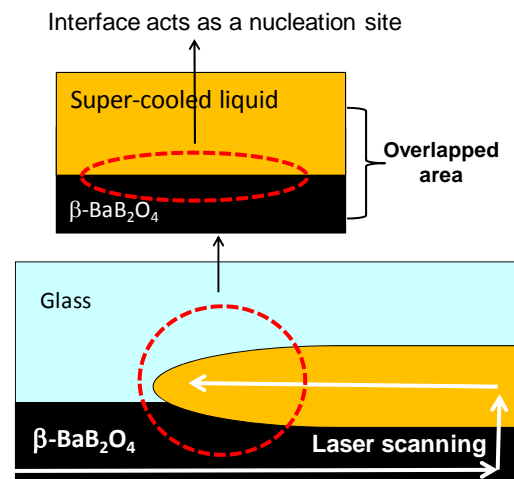 Interface acts as a nucleation site
Super-cooled liquid
Overlapped
area
β-BaB₂O₄
Glass
Laser scanning
β-BaB₂O₄